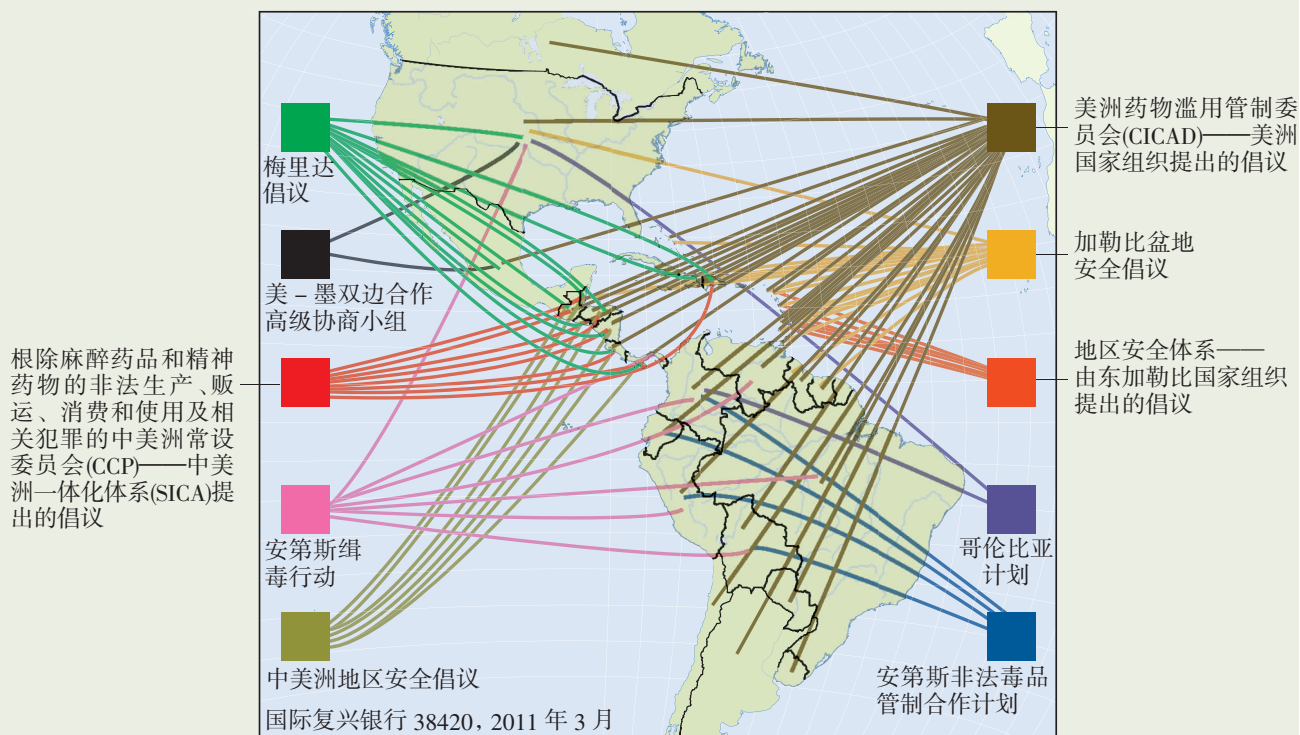 梅里达
倡议
美－墨双边合作
高级协商小组
根除麻醉药品和精神
药物的非法生产、贩
运、消费和使用及相
关犯罪的中美洲常设
委员会(CCP)——中美
洲一体化体系(SICA)提
出的倡议
安第斯缉
毒行动
中美洲地区安全倡议
国际复兴银行 38420，2011 年 3 月
美洲药物滥用管制委
员会(CICAD)——美洲
国家组织提出的倡议
加勒比盆地
安全倡议
地区安全体系——
由东加勒比国家组织
提出的倡议
哥伦比亚
计划
安第斯非法毒品
管制合作计划